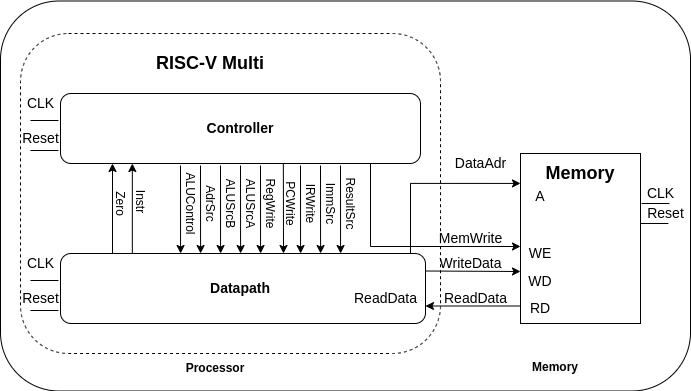 RISC-V Multi
CLK
Reset
Controller
Zero
Instr
ALUControl
AdrSrc
ALUSrcB
ALUSrcA
RegWrite
PCWrite
IRWrite
ImmSrc
ResultSrc
DataAdr
MemWrite
WriteData
ReadData
CLK
Reset
Datapath
ReadData
Memory
A
WE
WD
RD
CLK
Reset
Processor
Memory